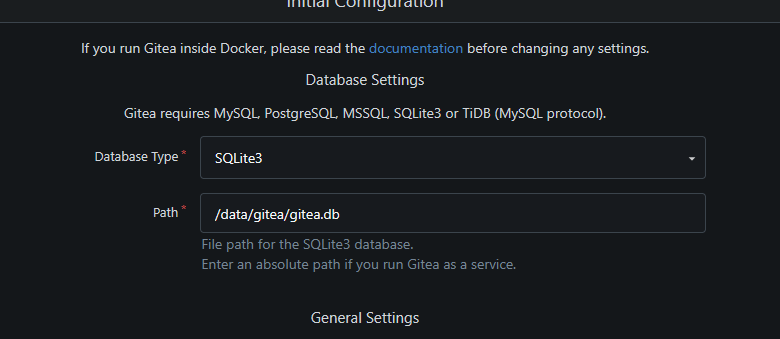 Initial Configuration
If you run Gitea inside Docker, please read the documentation before changing any settings.
Database Settings
Gitea requires MySQL, PostgreSQL, MSSQL, SQLite3 or TiDB (MySQL protocol).
Database Type *
SQLite3
Path *
/data/gitea/gitea.db
File path for the SQLite3 database.
Enter an absolute path if you run Gitea as a service.
General Settings